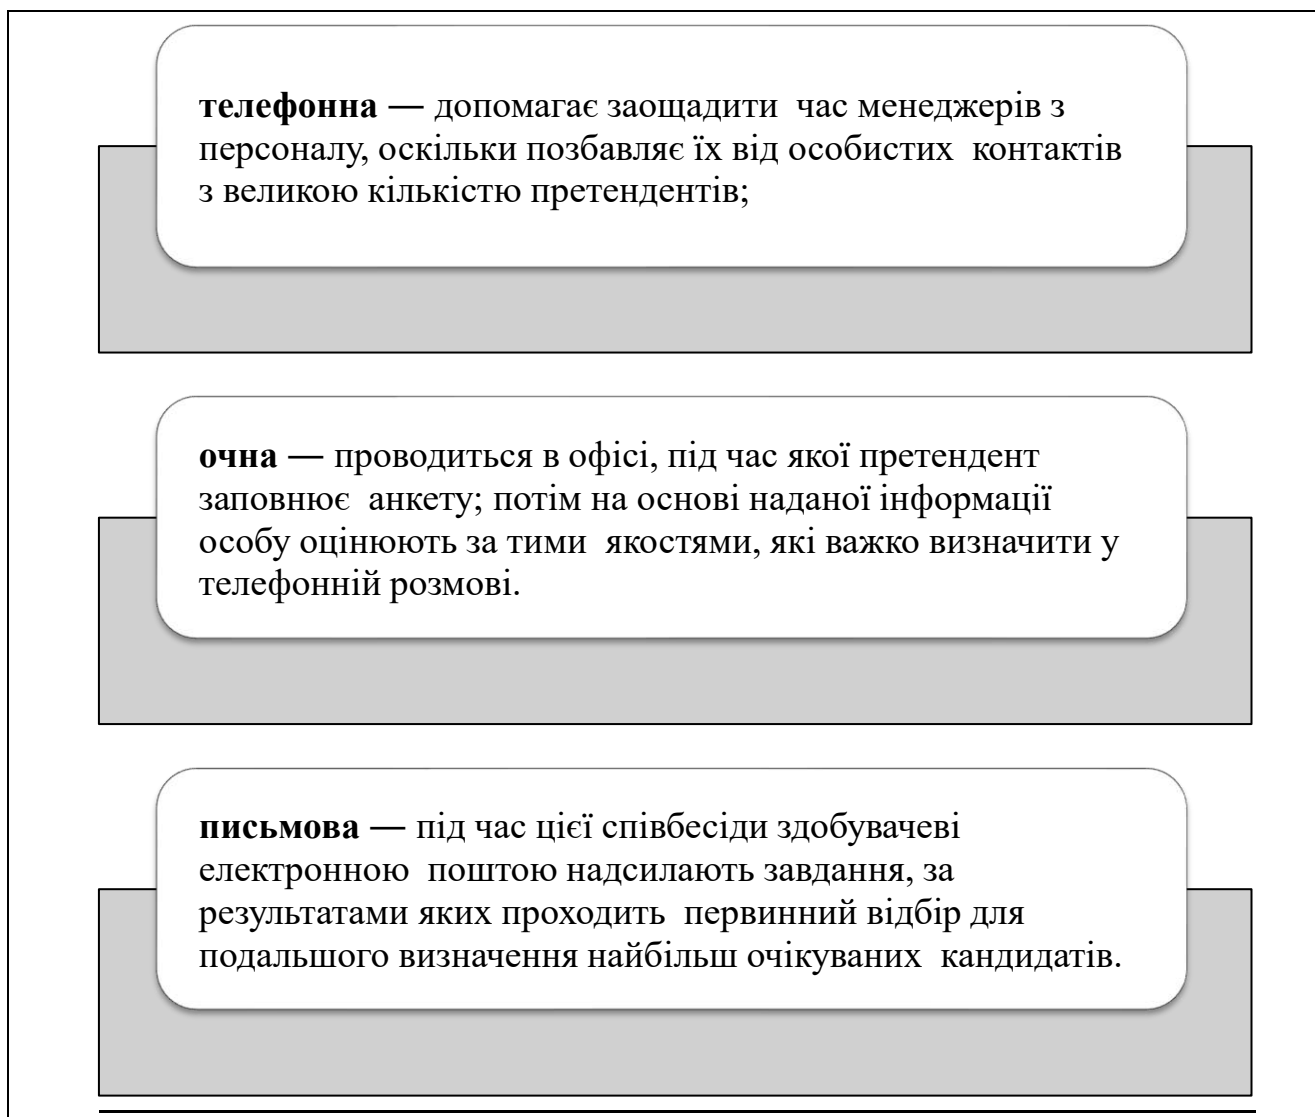 телефонна — допомагає заощадити час менеджерів з
персоналу, оскільки позбавляє їх від особистих контактів
з великою кількістю претендентів;
очна — проводиться в офісі, під час якої претендент
заповнює анкету; потім на основі наданої інформації
особу оцінюють за тими якостями, які важко визначити у
телефонній розмові.
письмова — під час цієї співбесіди здобувачеві
електронною поштою надсилають завдання, за
результатами яких проходить первинний відбір для
подальшого визначення найбільш очікуваних кандидатів.